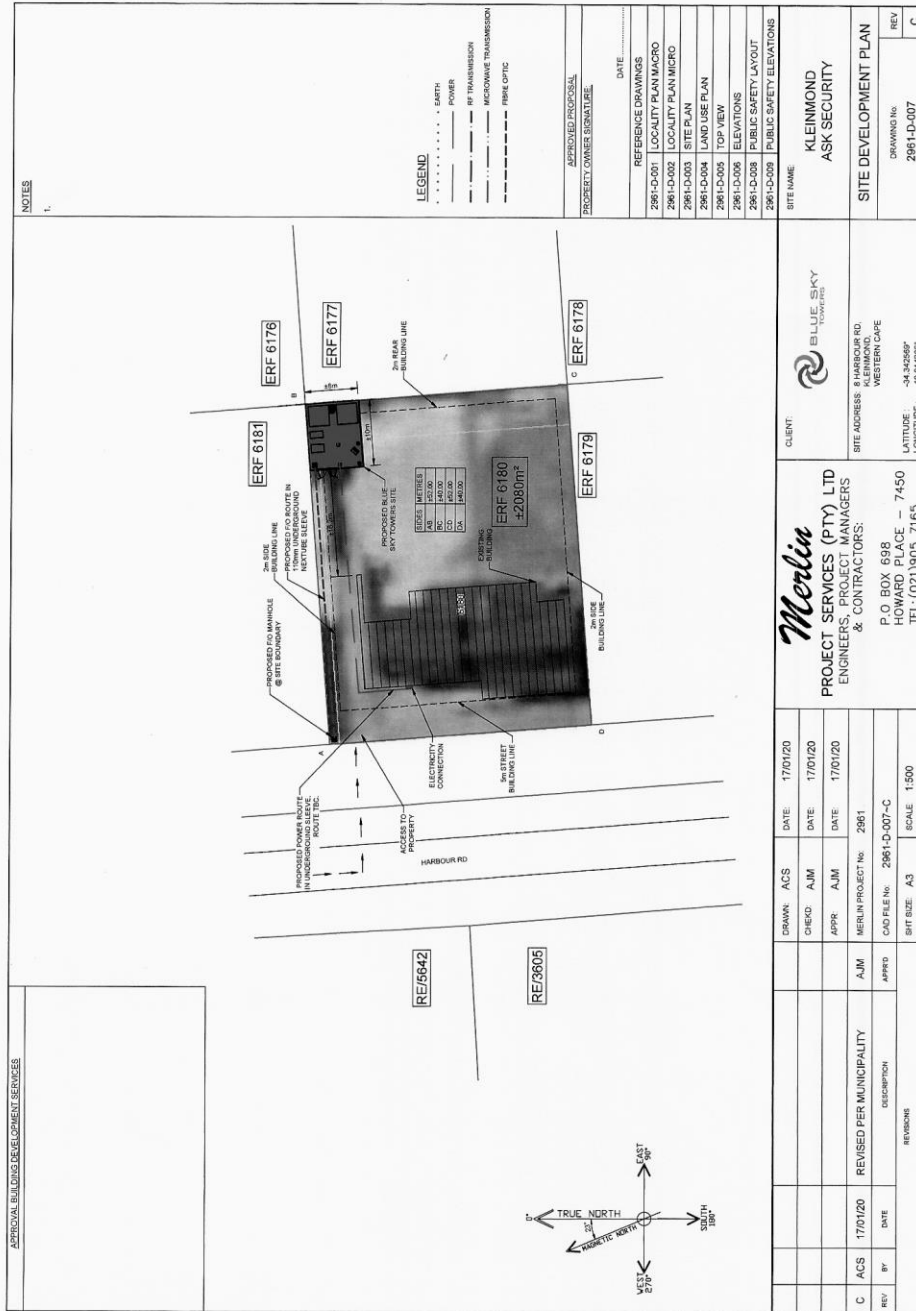 APPROVAL BUILDING DEVELOPMENT SERVICES
NOTES
1.
LEGEND
EARTH
POWER
RF TRANSMISSION
MICROWAVE TRANSMISSION
FIBRE OPTIC
APPROVED PROPOSAL
PROPERTY OWNER SIGNATURE:
DATE
REFERENCE DRAWINGS
2961-D-001 LOCALITY PLAN MACRO
2961-D-002 LOCALITY PLAN MICRO
2961-D-003 SITE PLAN
2961-D-004 LAND USE PLAN
2961-D-005 TOP VIEW
2961-D-006 ELEVATIONS
2961-D-008 PUBLIC SAFETY LAYOUT
2961-D-009 PUBLIC SAFETY ELEVATIONS
SITE NAME:
KLEINMOND
ASK SECURITY
SITE DEVELOPMENT PLAN
DRAWING No:
2961-D-007
REV
C
CLIENT:
BLUE SKY
TOWERS
SITE ADDRESS: 8 HARBOUR RD,
KLEINMOND,
WESTERN CAPE
LATITUDE : -34.342569°
Merlin
PROJECT SERVICES (PTY) LTD
ENGINEERS, PROJECT MANAGERS
& CONTRACTORS:
P.O BOX 698
HOWARD PLACE – 7450
TEL: (021)905 7165
DRAWN: ACS DATE: 17/01/20
CHEKD: AJM DATE: 17/01/20
APPR: AJM DATE: 17/01/20
MERLIN PROJECT No: 2961
CAD FILE No: 2961-D-007-C
SHT SIZE: A3 SCALE 1:500
C ACS 17/01/20 REVISED PER MUNICIPALITY AJM
REV BY DATE DESCRIPTION APPR'D
REVISIONS
ERF 6176
ERF 6177
ERF 6181
ERF 6178
ERF 6179
ERF 6180
±2080m²
RE/5642
RE/3605
HARBOUR RD
A
B
C
D
2m REAR
BUILDING LINE
±8m
±10m
2m SIDE
BUILDING LINE
PROPOSED F/O ROUTE IN
110mm UNDERGROUND
NEXTUBE SLEEVE
PROPOSED F/O MANHOLE
@ SITE BOUNDARY
PROPOSED BLUE
SKY TOWERS SITE
SIDES METRES
AB ±52.00
BC ±40.00
CD ±52.00
DA ±40.00
EXISTING
BUILDING
2m SIDE
BUILDING LINE
5m STREET
BUILDING LINE
ELECTRICITY
CONNECTION
ACCESS TO
PROPERTY
PROPOSED POWER ROUTE
IN UNDERGROUND SLEEVE.
ROUTE TBC.
0°
TRUE NORTH
23°
MAGNETIC NORTH
EAST
90°
SOUTH
180°
WEST
270°